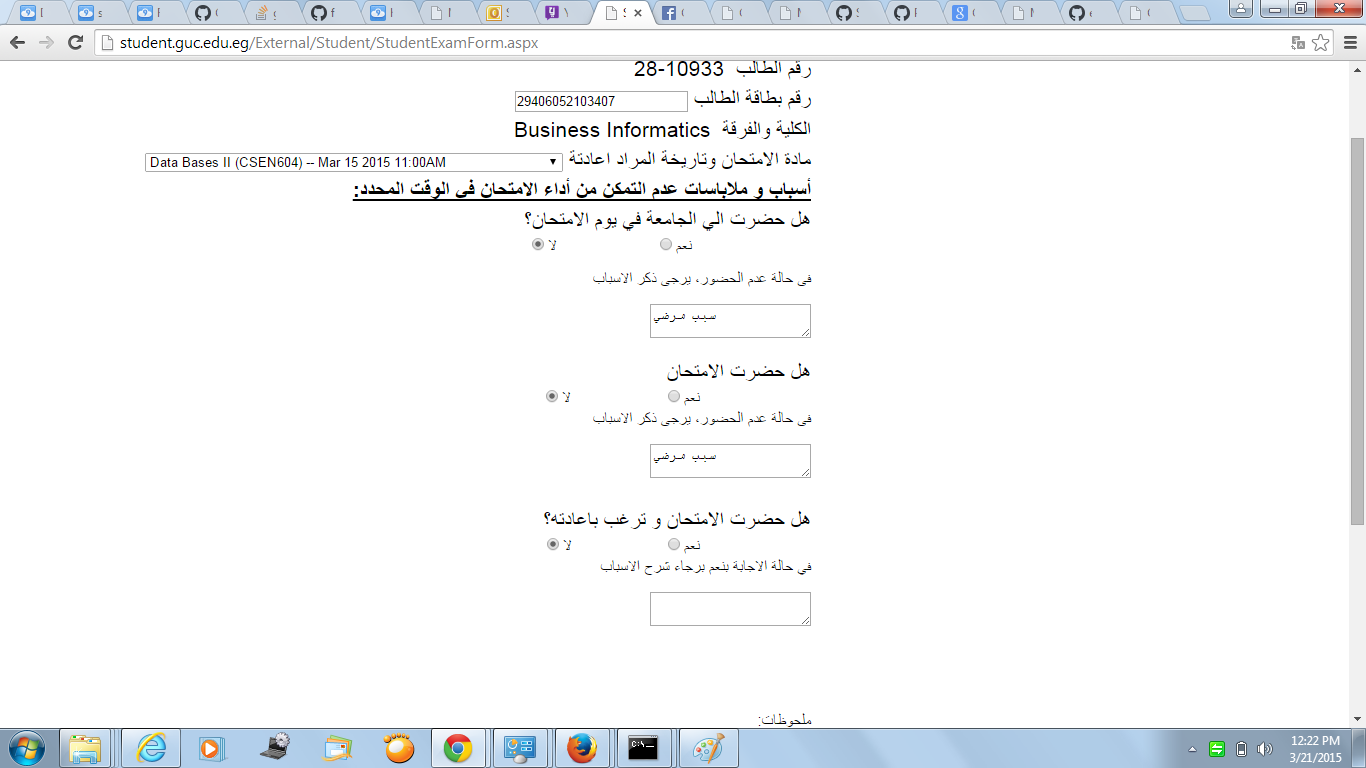 student.guc.edu.eg/External/Student/StudentExamForm.aspx
رقم الطالب 28-10933
رقم بطاقة الطالب 29406052103407
الكلية والفرقة Business Informatics
مادة الامتحان وتاريخة المراد اعادتة Data Bases II (CSEN604) -- Mar 15 2015 11:00AM
أسباب و ملاباسات عدم التمكن من أداء الامتحان في الوقت المحدد:
هل حضرت الي الجامعة في يوم الامتحان؟
نعم لا
فى حالة عدم الحضور، يرجى ذكر الاسباب
سبب مرضي
هل حضرت الامتحان
نعم لا
فى حالة عدم الحضور، يرجى ذكر الاسباب
سبب مرضي
هل حضرت الامتحان و ترغب باعادته؟
نعم لا
في حالة الاجابة بنعم برجاء شرح الاسباب
ملحوظات:
12:22 PM
3/21/2015